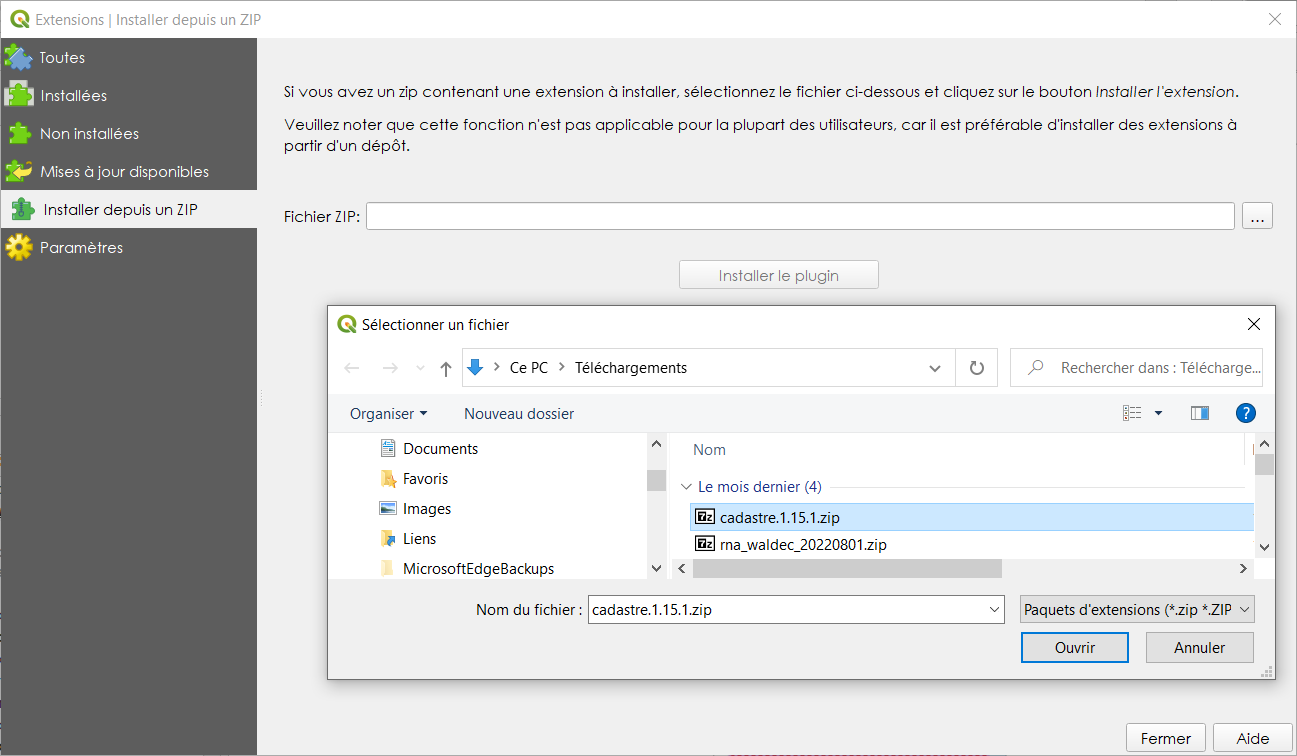 Extensions | Installer depuis un ZIP
Toutes
Installées
Non installées
Mises à jour disponibles
Installer depuis un ZIP
Paramètres
Si vous avez un zip contenant une extension à installer, sélectionnez le fichier ci-dessous et cliquez sur le bouton Installer l'extension.
Veuillez noter que cette fonction n'est pas applicable pour la plupart des utilisateurs, car il est préférable d'installer des extensions à
partir d'un dépôt.
Fichier ZIP:
...
Installer le plugin
Sélectionner un fichier
Ce PC > Téléchargements
Rechercher dans : Télécharge...
Organiser
Nouveau dossier
?
Documents
Favoris
Images
Liens
MicrosoftEdgeBackups
Nom
Le mois dernier (4)
7z cadastre.1.15.1.zip
7z rna_waldec_20220801.zip
Nom du fichier : cadastre.1.15.1.zip
Paquets d'extensions (*.zip *.ZIP
Ouvrir
Annuler
Fermer
Aide